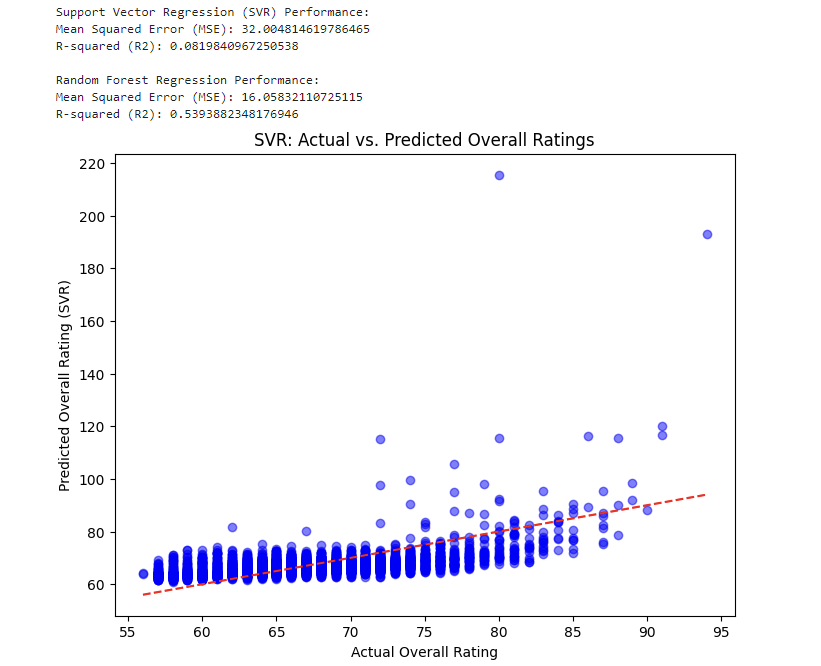 Support Vector Regression (SVR) Performance:
Mean Squared Error (MSE): 32.004814619786465
R-squared (R2): 0.0819840967250538
Random Forest Regression Performance:
Mean Squared Error (MSE): 16.05832110725115
R-squared (R2): 0.5393882348176946
SVR: Actual vs. Predicted Overall Ratings
220
200
180
160
140
120
100
80
60
Predicted Overall Rating (SVR)
55 60 65 70 75 80 85 90 95
Actual Overall Rating